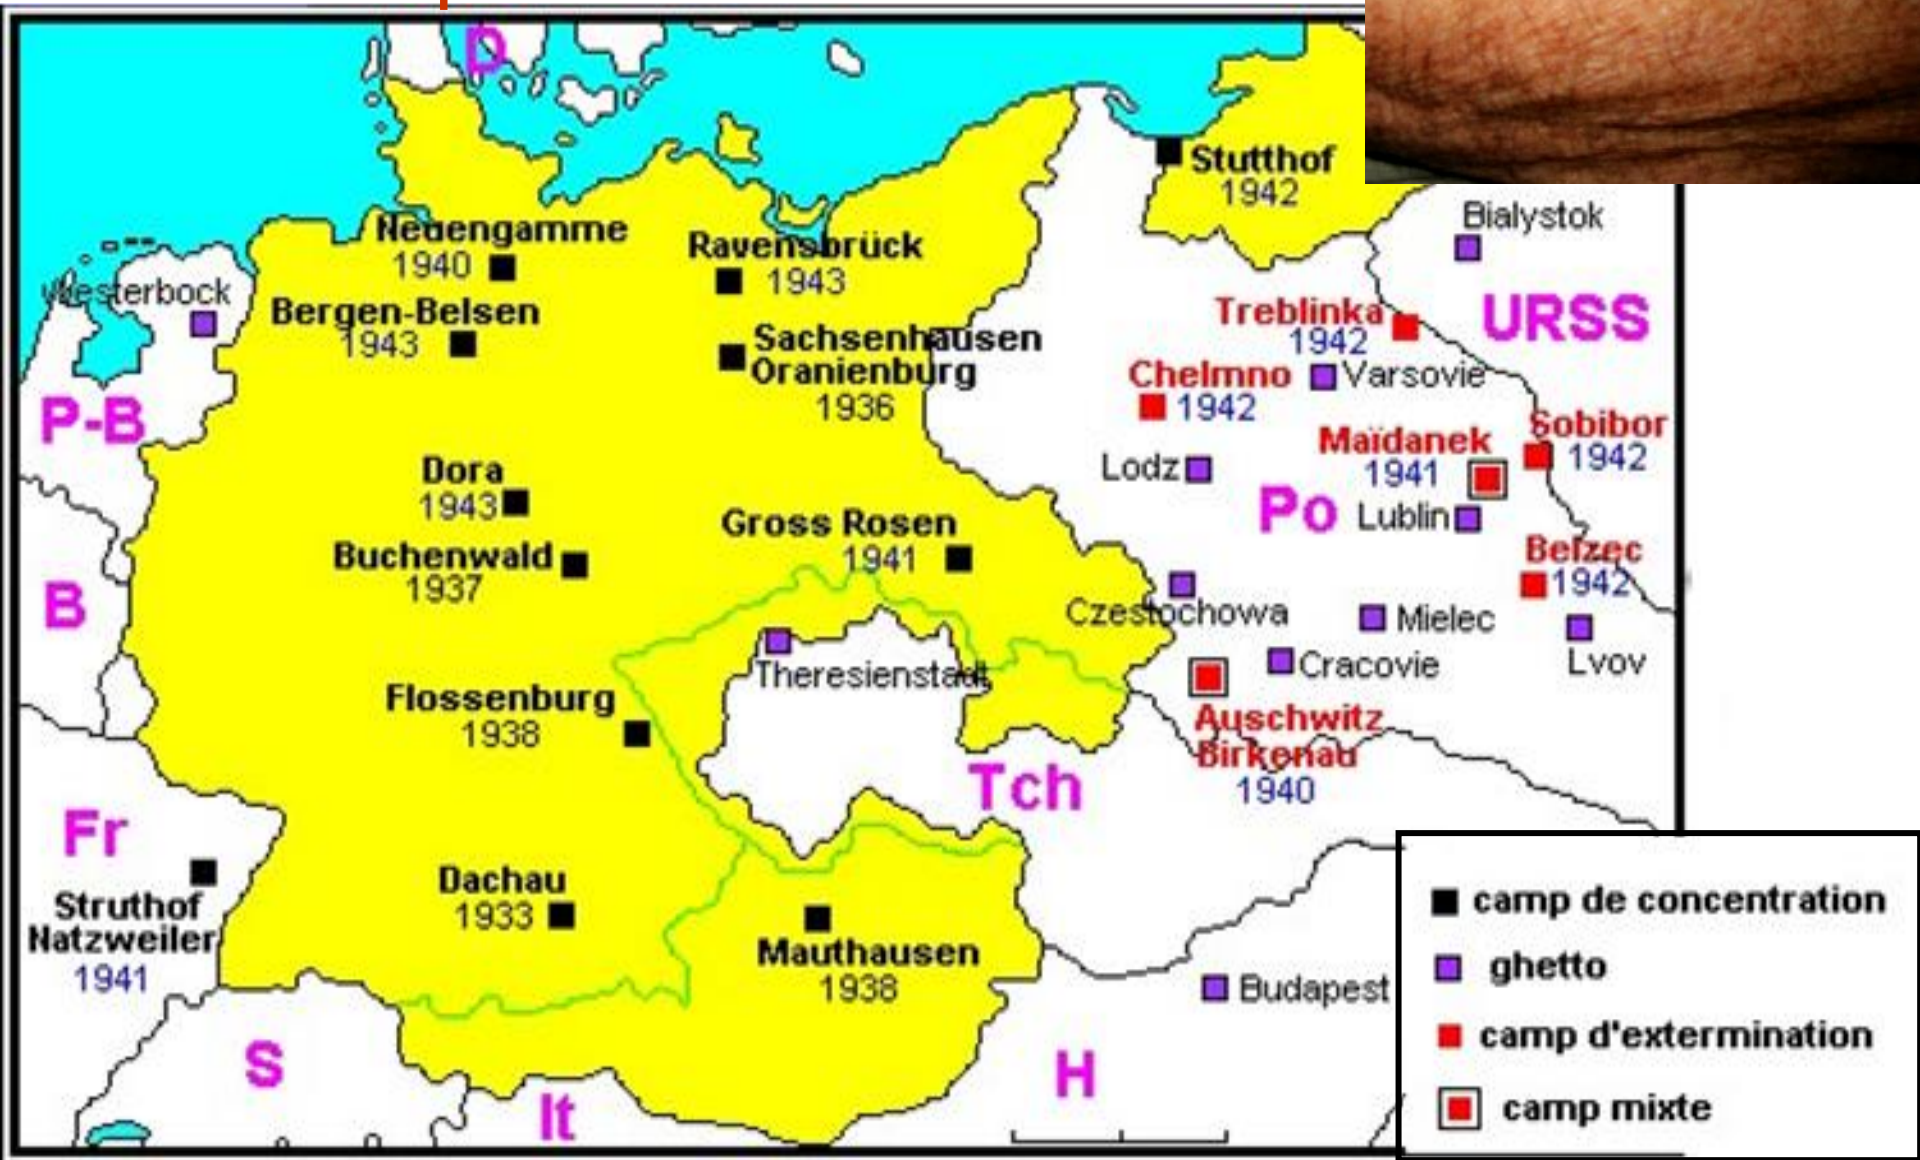 D
Stutthof
1942
Bialystok
Neuengamme
1940
Ravensbrück
1943
Westerbock
Bergen-Belsen
1943
Treblinka
1942
URSS
Sachsenhausen
Oranienburg
1936
Chelmno
1942
Varsovie
P-B
Sobibor
1942
Maïdanek
1941
Lodz
Dora
1943
Po
Lublin
Gross Rosen
1941
Buchenwald
1937
Belzec
1942
B
Czestochowa
Mielec
Theresienstadt
Cracovie
Lvov
Flossenburg
1938
Auschwitz
Birkenau
1940
Tch
Fr
Struthof
Natzweiler
1941
Dachau
1933
Mauthausen
1938
Budapest
S
It
H
camp de concentration
ghetto
camp d'extermination
camp mixte